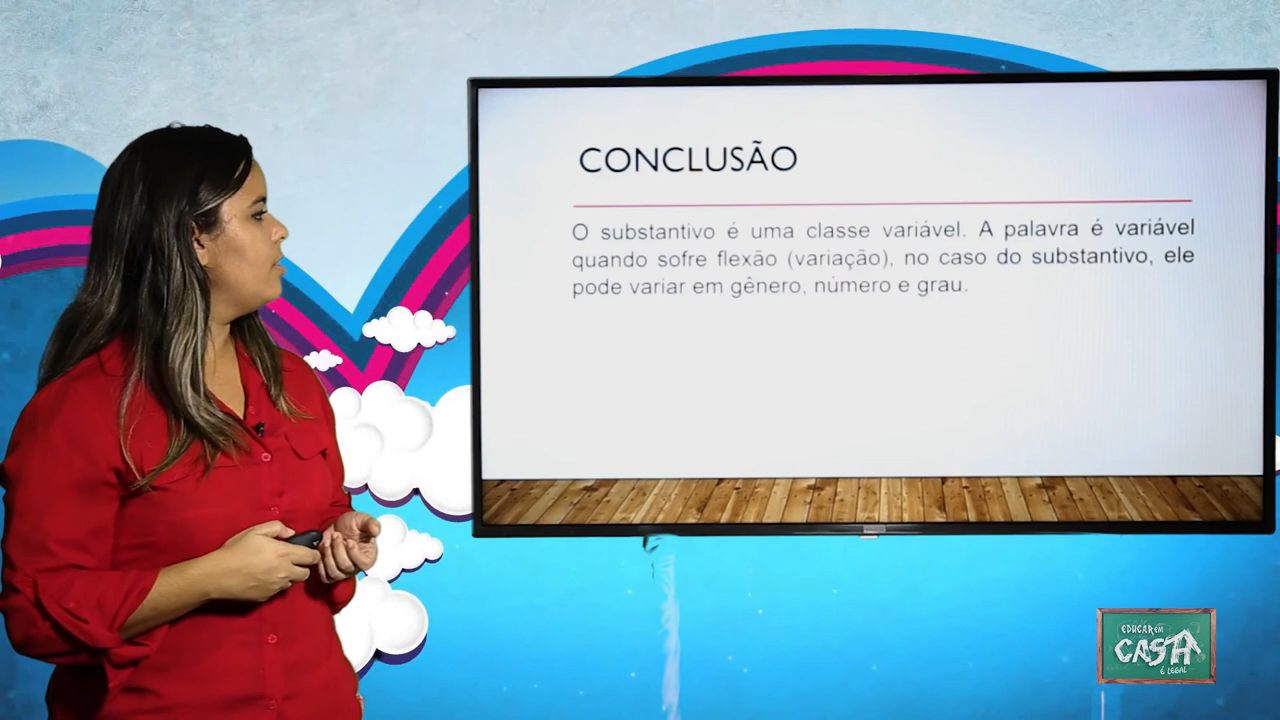 CONCLUSÃO
O substantivo é uma classe variável. A palavra é variável
quando sofre flexão (variação), no caso do substantivo, ele
pode variar em gênero, número e grau.
EDUCAR EM
CASA
É LEGAL